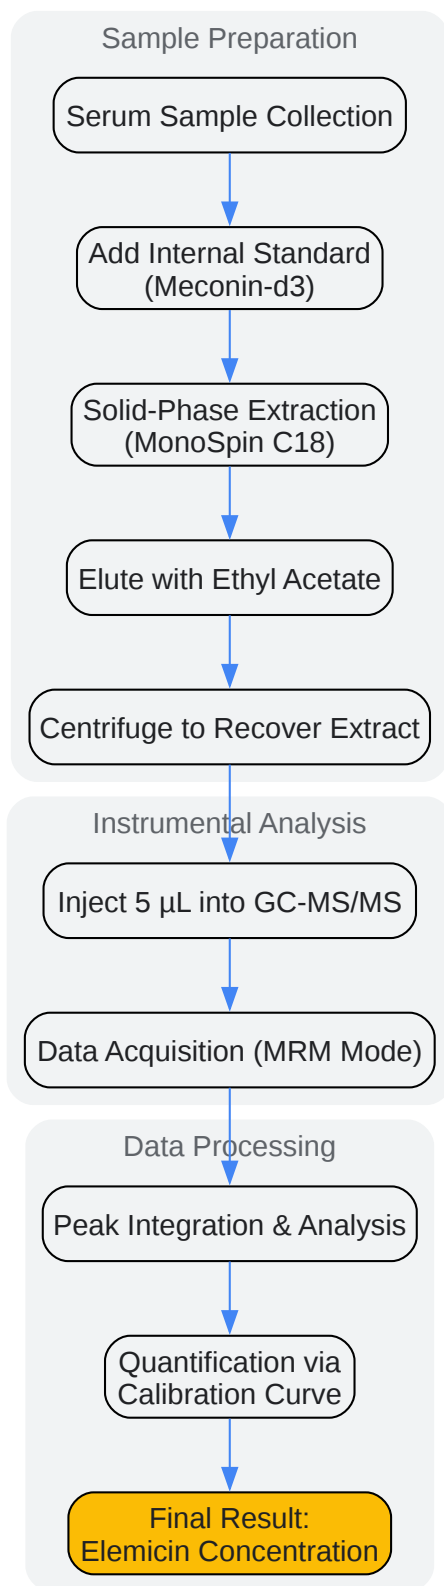 Sample Preparation
Serum Sample Collection
Add Internal Standard
(Meconin-d3)
Solid-Phase Extraction
(MonoSpin C18)
Elute with Ethyl Acetate
Centrifuge to Recover Extract
Instrumental Analysis
Inject 5 µL into GC-MS/MS
Data Acquisition (MRM Mode)
Data Processing
Peak Integration & Analysis
Quantification via
Calibration Curve
Final Result:
Elemicin Concentration